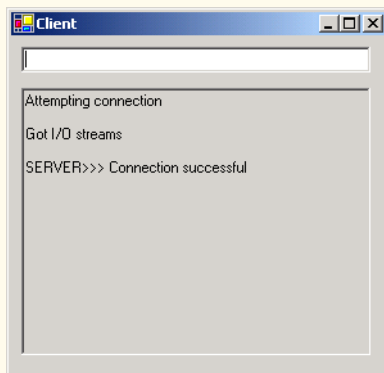 Client
Attempting connection
Got I/O streams
SERVER>>> Connection successful